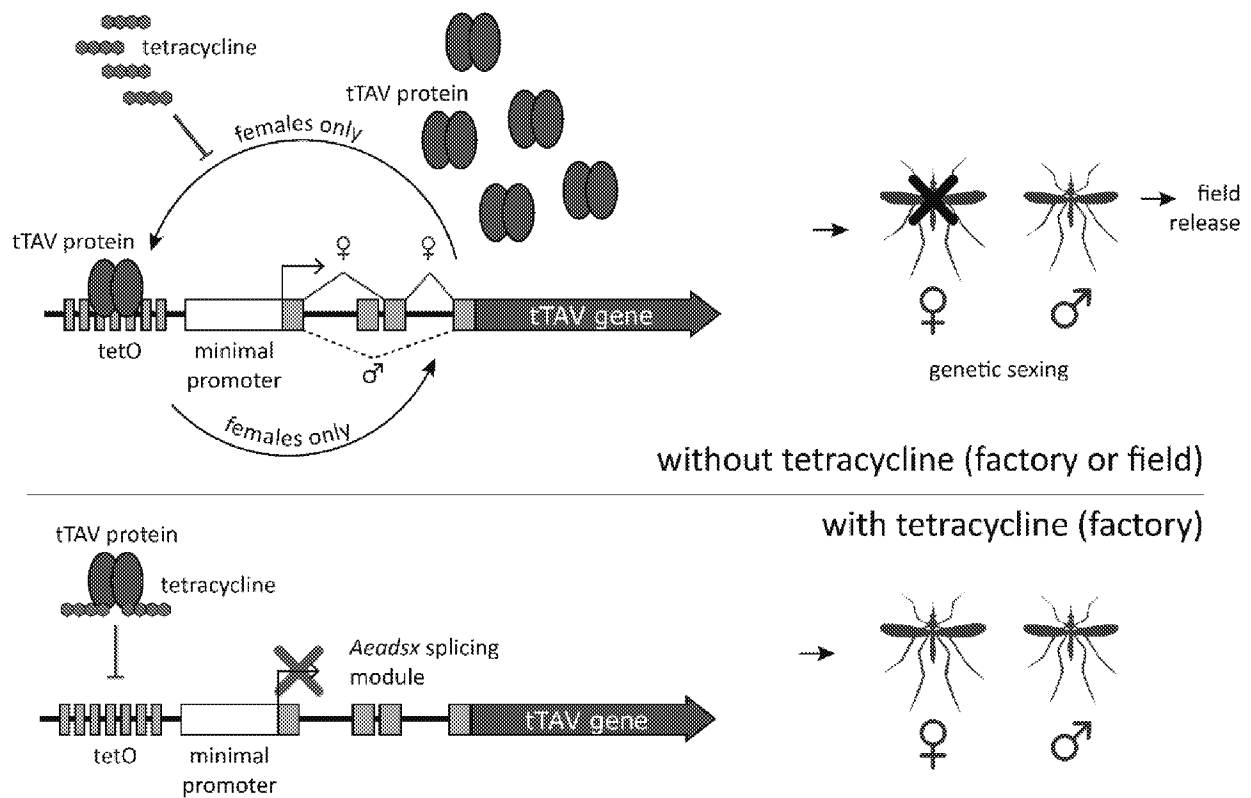 tetracycline
tTAV protein
females only
tTAV protein
♀
♀
tetO
minimal
promoter
♂
tTAV gene
females only
field
release
♀
♂
genetic sexing
without tetracycline (factory or field)
with tetracycline (factory)
tTAV protein
tetracycline
Aeadsx splicing
module
tTAV gene
tetO
minimal
promoter
♀
♂